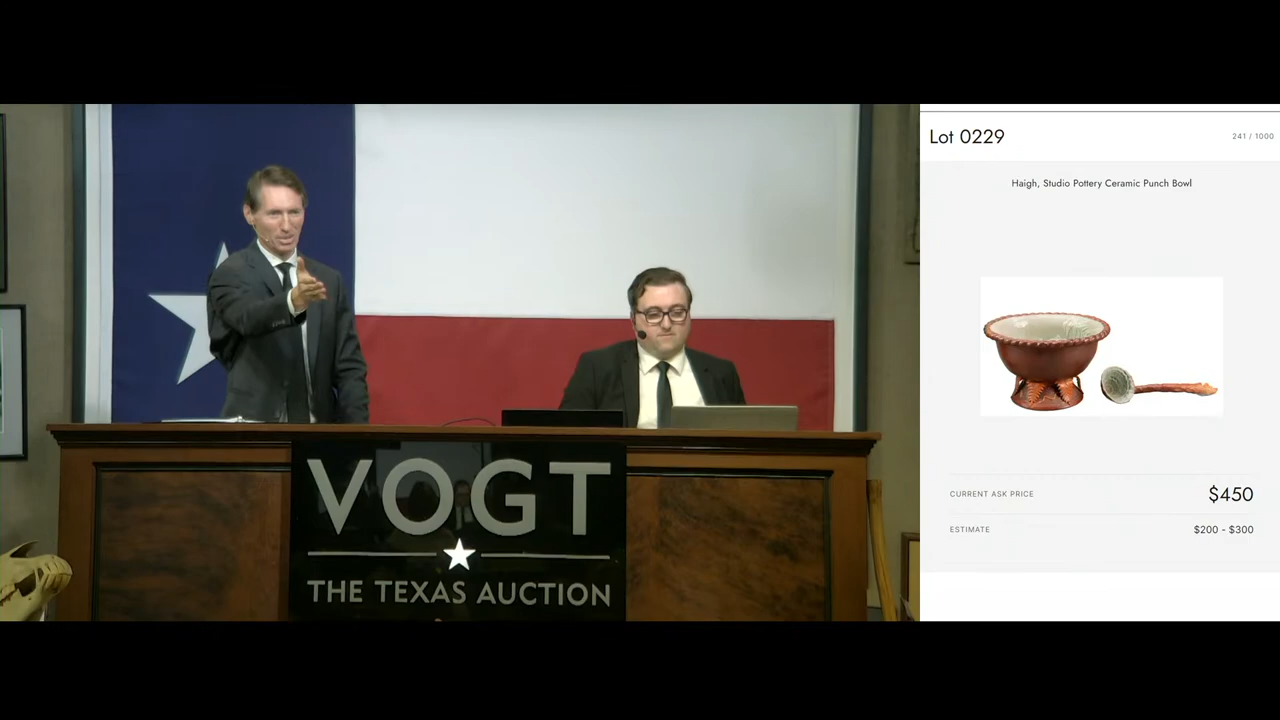 VOGT
THE TEXAS AUCTION
Lot 0229
241 / 1000
Haigh, Studio Pottery Ceramic Punch Bowl
CURRENT ASK PRICE
$450
ESTIMATE
$200 - $300